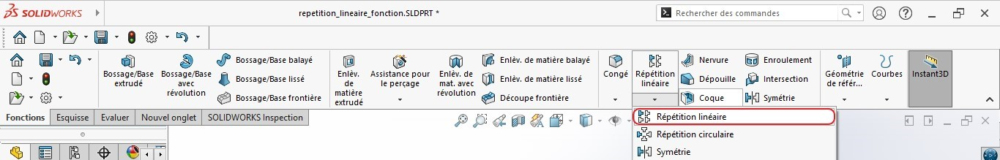 SOLIDWORKS
repetition_lineaire_fonction.SLDPRT *
Rechercher des commandes
Bossage/Base extrudé
Bossage/Base avec révolution
Bossage/Base balayé
Bossage/Base lissé
Bossage/Base frontière
Enlèv. de matière extrudé
Assistance pour le perçage
Enlèv. de mat. avec révolution
Enlèv. de matière balayé
Enlèv. de matière lissé
Découpe frontière
Congé
Répétition linéaire
Nervure
Dépouille
Coque
Enroulement
Intersection
Symétrie
Géométrie de référ...
Courbes
Instant3D
Fonctions
Esquisse
Evaluer
Nouvel onglet
SOLIDWORKS Inspection
Répétition linéaire
Répétition circulaire
Symétrie